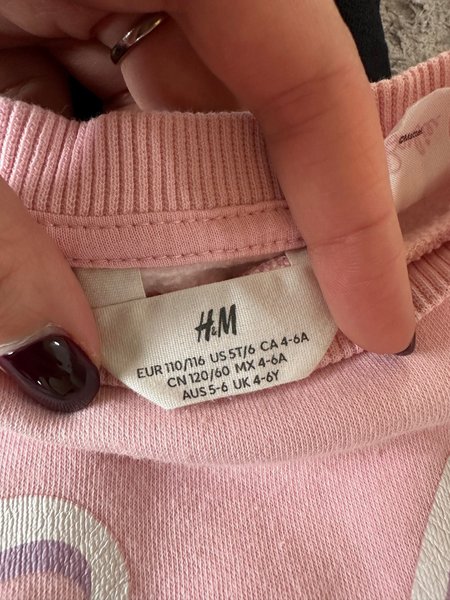 H&M
EUR 110/116 US 5T/6 CA 4-6A
CN 120/60 MX 4-6A
AUS 5-6 UK 4-6Y